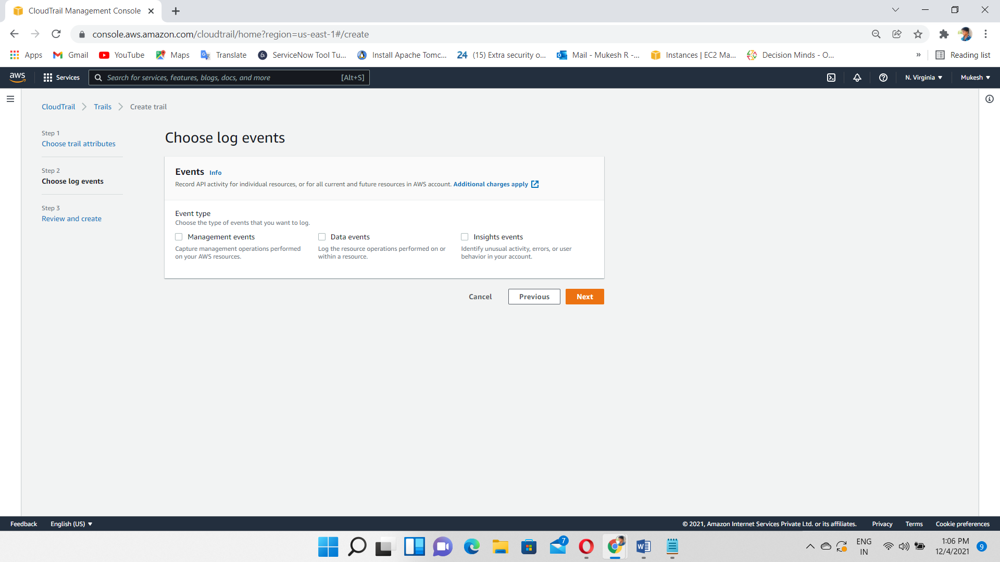 CloudTrail Management Console
console.aws.amazon.com/cloudtrail/home?region=us-east-1#/create
Apps Gmail YouTube Maps Translate ServiceNow Tool Tu... Install Apache Tomc... 24 (15) Extra security o... Mail - Mukesh R -... Instances | EC2 Ma... Decision Minds - O... » Reading list
aws Services Search for services, features, blogs, docs, and more [Alt+S] N. Virginia Mukesh
CloudTrail Trails Create trail
Step 1
Choose trail attributes
Step 2
Choose log events
Step 3
Review and create
Choose log events
Events Info
Record API activity for individual resources, or for all current and future resources in AWS account. Additional charges apply
Event type
Choose the type of events that you want to log.
Management events
Capture management operations performed
on your AWS resources.
Data events
Log the resource operations performed on or
within a resource.
Insights events
Identify unusual activity, errors, or user
behavior in your account.
Cancel Previous Next
Feedback English (US) © 2021, Amazon Internet Services Private Ltd. or its affiliates. Privacy Terms Cookie preferences
7
W
ENG
IN
1:06 PM
12/4/2021
9